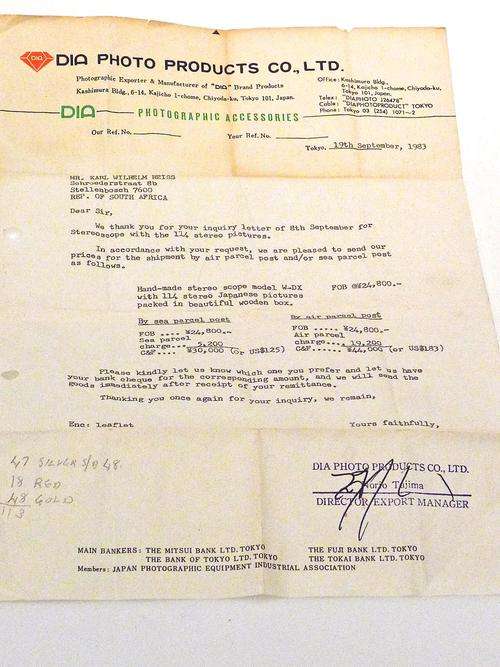 DIA PHOTO PRODUCTS CO., LTD.
Photographic Exporter & Manufacturer of "DIA" Brand Products
Kashimura Bldg., 6-14, Kajicho 1-chome, Chiyoda-ku, Tokyo 101, Japan.
Office: Kashimura Bldg.,
6-14, Kajicho 1-chome, Chiyoda-ku,
Tokyo 101, Japan.
Telex: "DIAPHOTO J26478"
Cable: "DIAPHOTOPRODUCT" TOKYO
Phone: Tokyo 03 (254) 1071-2
DIA PHOTOGRAPHIC ACCESSORIES
Our Ref. No. Your Ref. No.
Tokyo, 19th September, 1983
MR. KARL WILHELM HEISS
Schroederstraat 8b
Stellenbosch 7600
REP. OF SOUTH AFRICA
Dear Sir,
We thank you for your inquiry letter of 8th September for
Stereoscope with the 114 stereo pictures.
In accordance with your request, we are pleased to send our
prices for the shipment by air parcel post and/or sea parcel post
as follows.
Hand-made stereo scope model W-DX FOB @¥24,800.-
with 114 stereo Japanese pictures
packed in beautiful wooden box.
By sea parcel post By air parcel post
FOB .... ¥24,800.- FOB ..... ¥24,800.-
Sea parcel Air parcel
charge... 5,200 charge... 19,200
C&F.... ¥30,000 (or US$125) C&F...... ¥44,000 (or US$183)
Please kindly let us know which one you prefer and let us have
your bank cheque for the corresponding amount, and we will send the
goods immediately after receipt of your remittance.
Thanking you once again for your inquiry, we remain,
Enc: leaflet Yours faithfully,
47 SILVER S/D 48.
18 RED
48 GOLD
113
DIA PHOTO PRODUCTS CO., LTD.
Norio Tajima
DIRECTOR/EXPORT MANAGER
MAIN BANKERS: THE MITSUI BANK LTD. TOKYO THE FUJI BANK LTD. TOKYO
THE BANK OF TOKYO LTD. TOKYO THE TOKAI BANK LTD. TOKYO
Members: JAPAN PHOTOGRAPHIC EQUIPMENT INDUSTRIAL ASSOCIATION